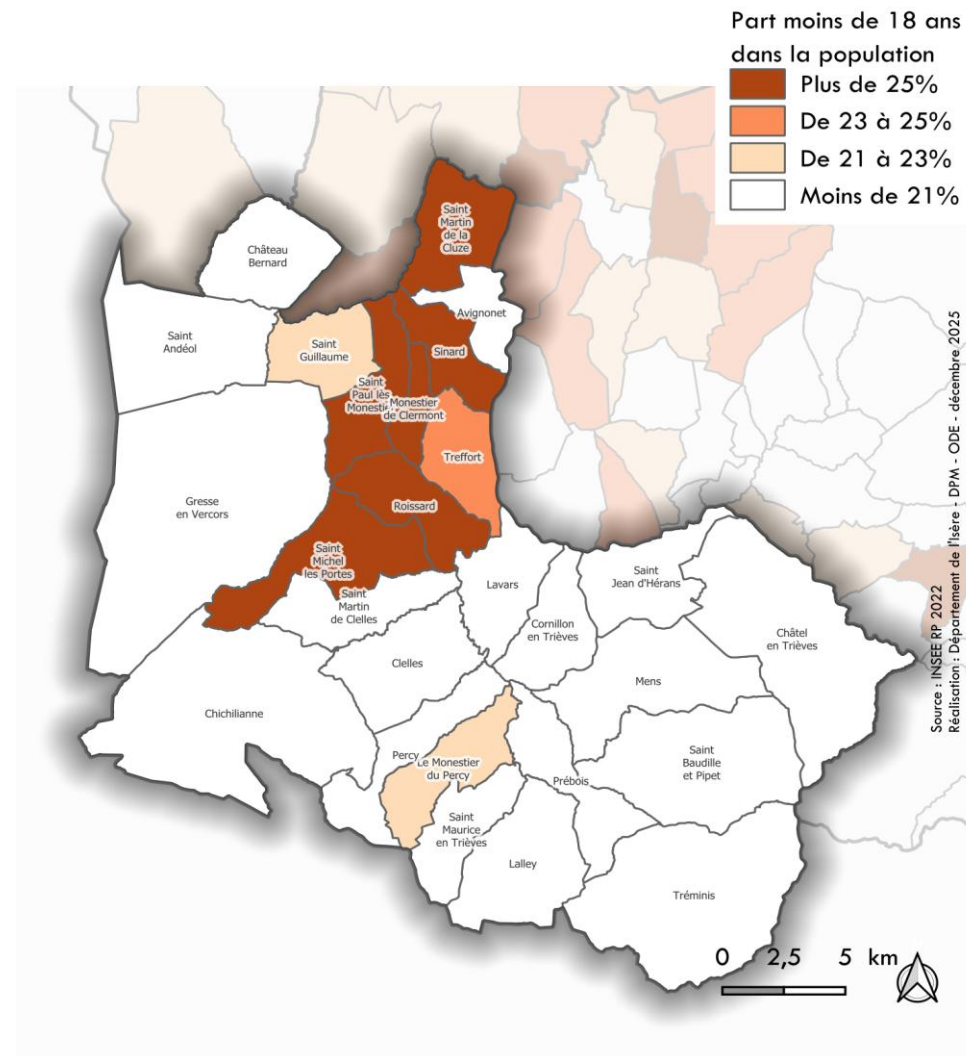 Part moins de 18 ans
dans la population
Plus de 25%
De 23 à 25%
De 21 à 23%
Moins de 21%
Saint
Martin
de la
Cluze
Château
Bernard
Avignonet
Saint
Andéol
Saint
Guillaume
Sinard
Saint
Paul lès
Monesti
Monestier
de Clermont
Treffort
Gresse
en Vercors
Roissard
Saint
Michel
les Portes
Saint
Martin
de Clelles
Lavars
Saint
Jean d'Hérans
Cornillon
en Trièves
Châtel
en Trièves
Clelles
Mens
Chichilianne
Percy
Le Monestier
du Percy
Prébois
Saint
Baudille
et Pipet
Saint
Maurice
en Trièves
Lalley
Tréminis
0 2,5 5 km
Source : INSEE RP 2022
Réalisation : Département de l'Isère - DPM - ODE - décembre 2025